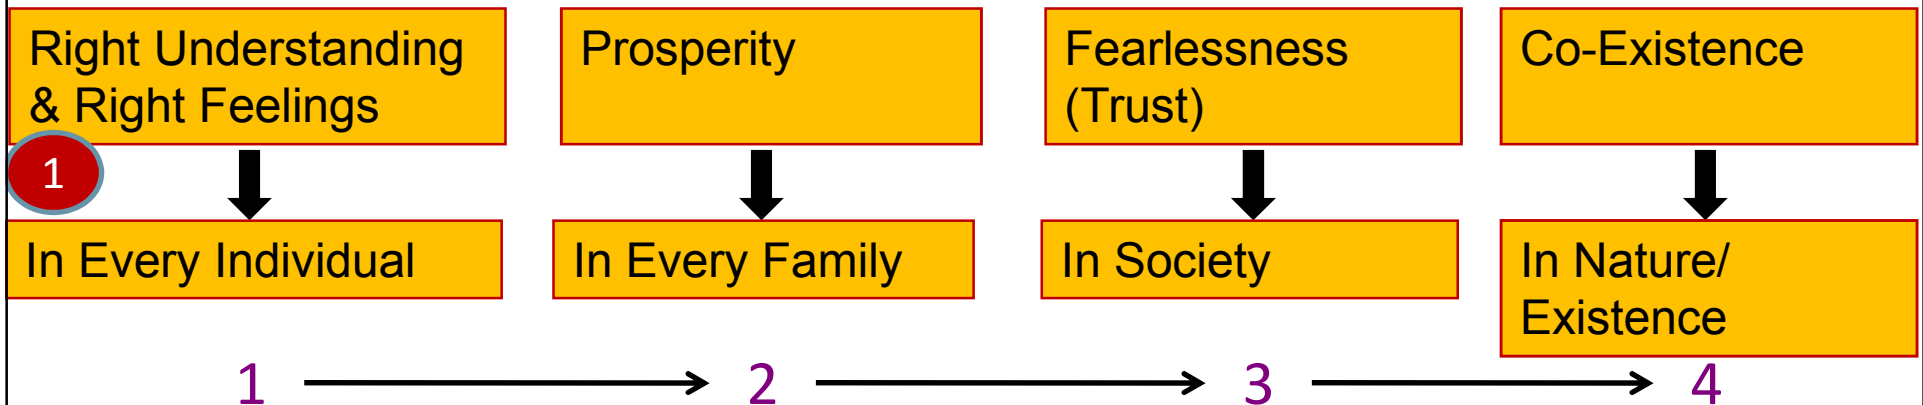 Right Understanding
& Right Feelings
Prosperity
Fearlessness
(Trust)
Co-Existence
1
In Every Individual
In Every Family
In Society
In Nature/
Existence
1
2
3
4